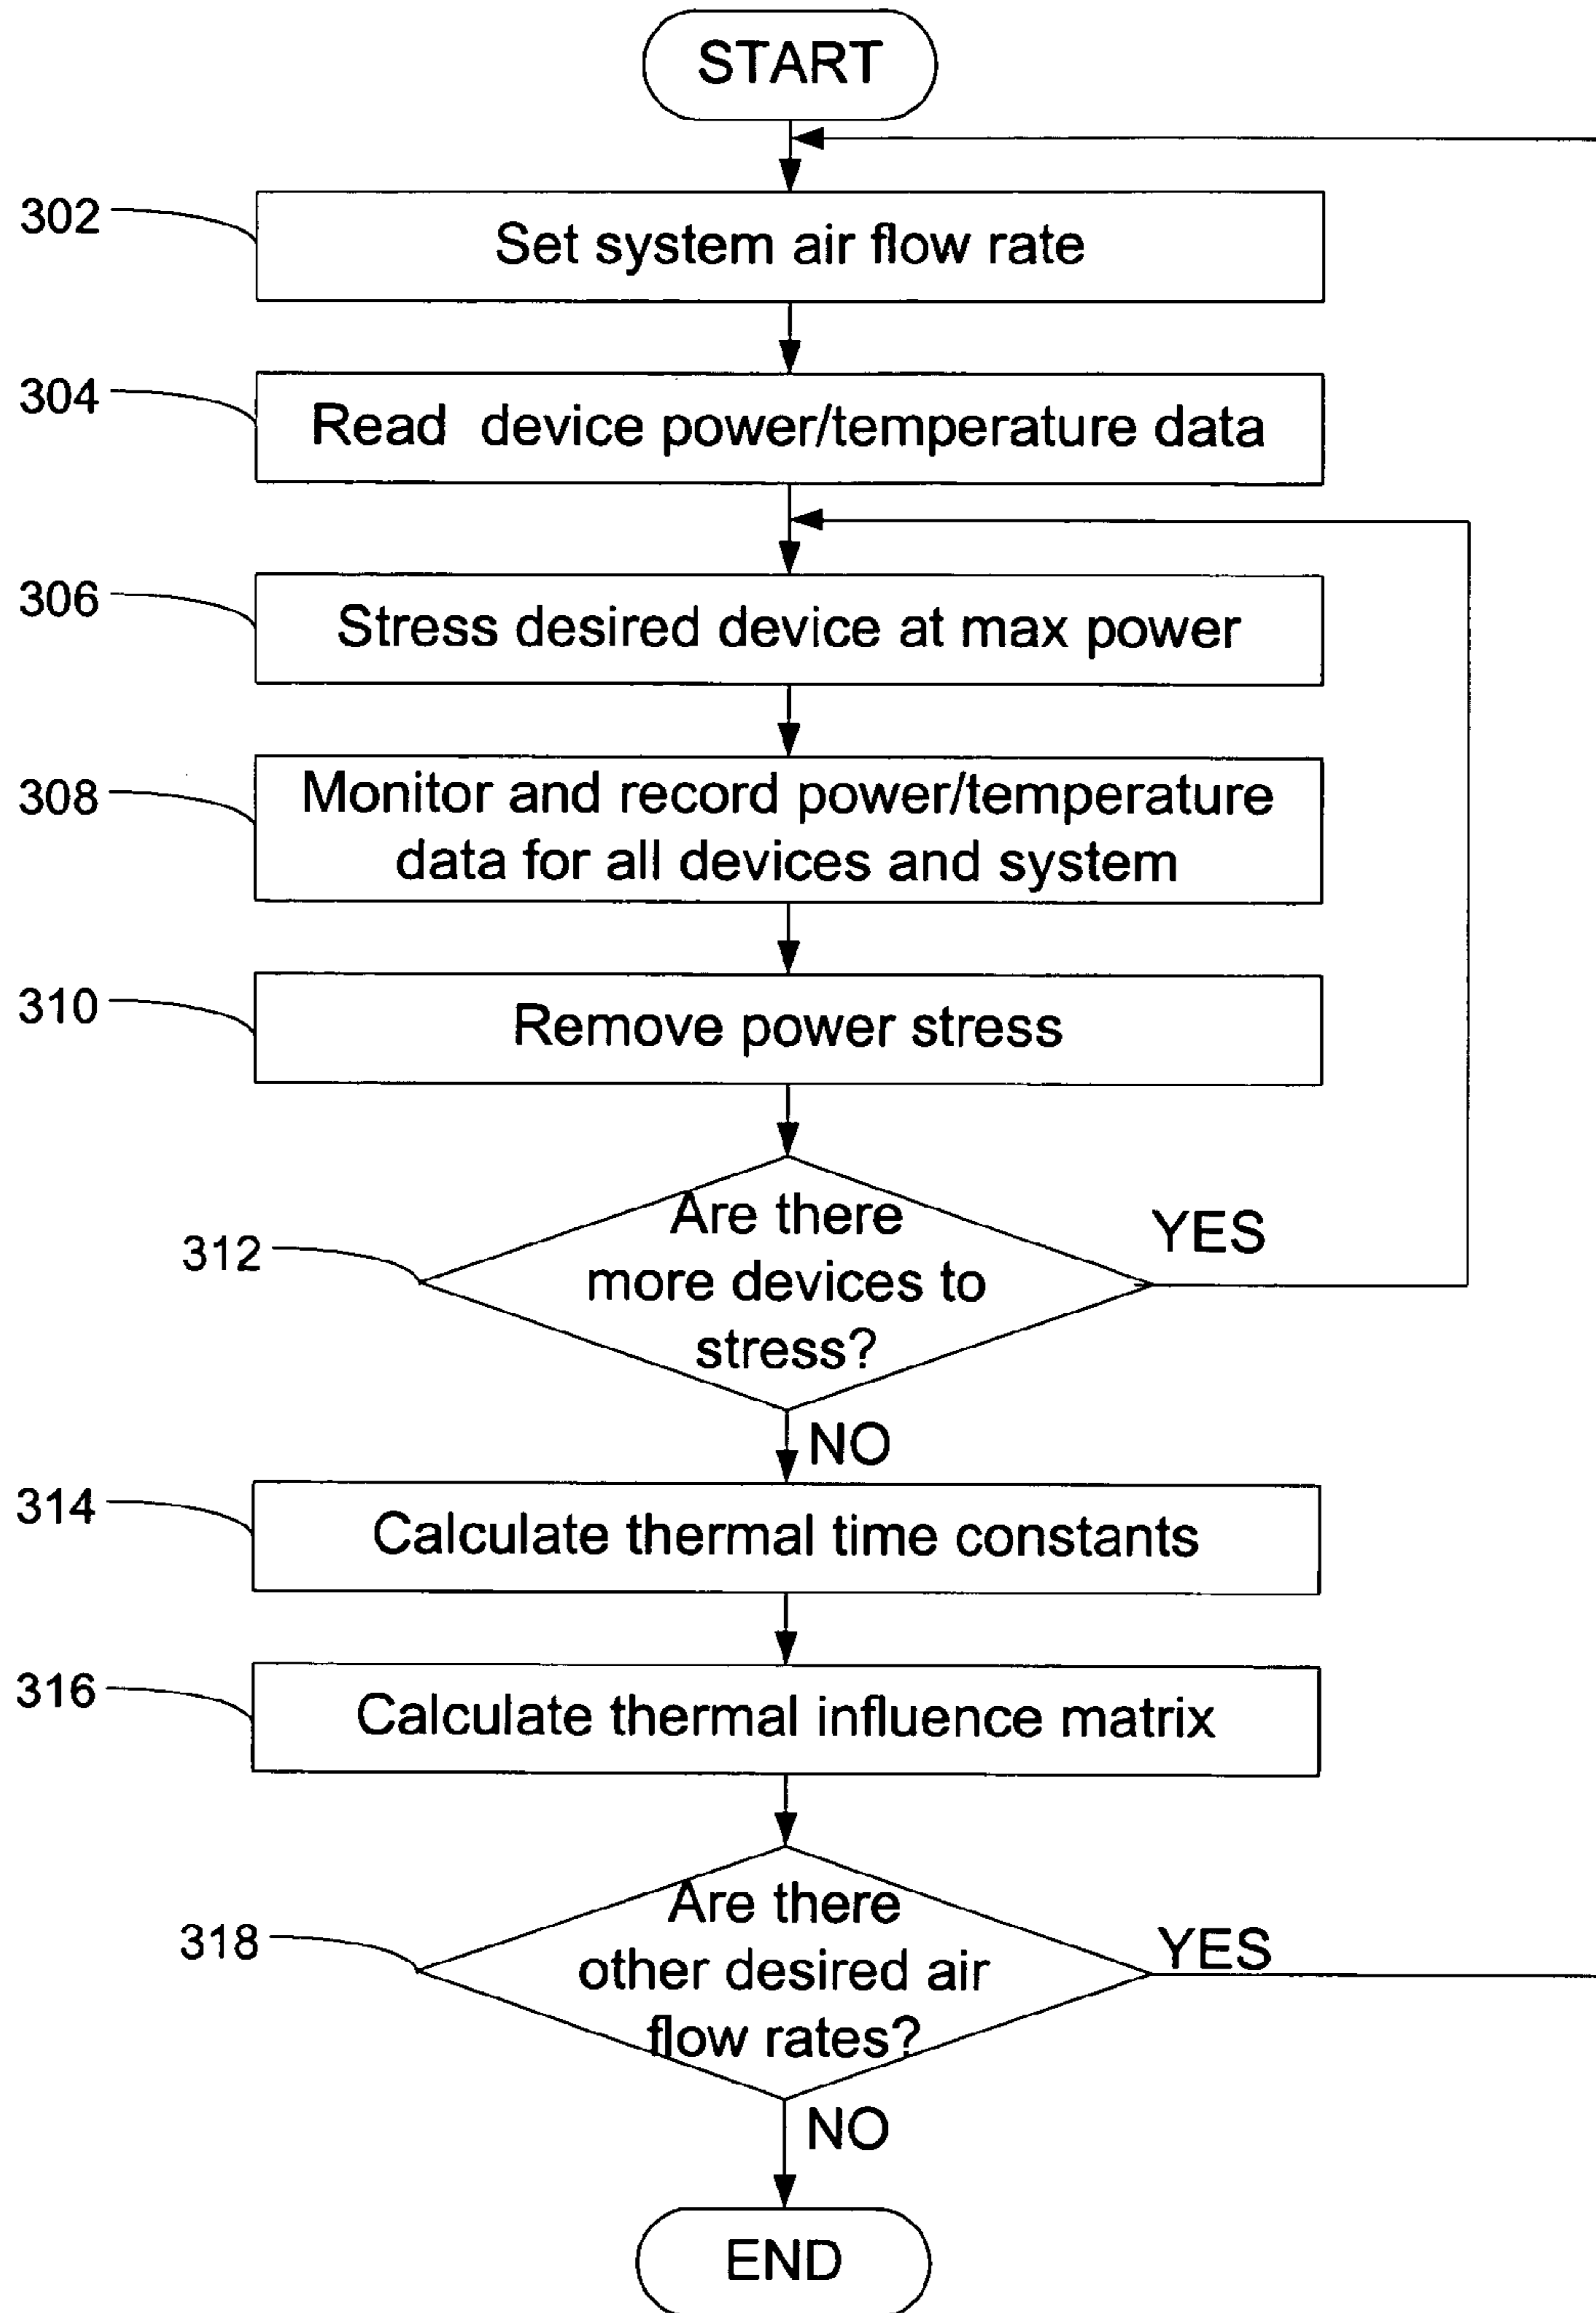 START
302
Set system air flow rate
304
Read device power/temperature data
306
Stress desired device at max power
308
Monitor and record power/temperature
data for all devices and system
310
Remove power stress
312
Are there
more devices to
stress?
YES
NO
314
Calculate thermal time constants
316
Calculate thermal influence matrix
318
Are there
other desired air
flow rates?
YES
NO
END